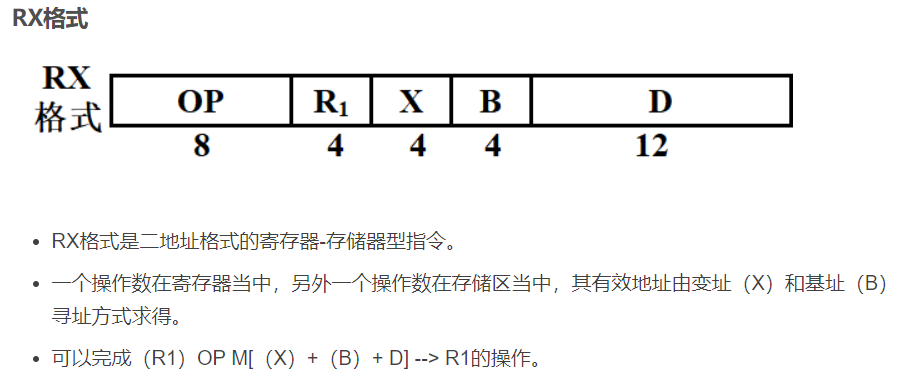 RX格式
RX
格式
OP R₁ X B D
8 4 4 4 12
• RX格式是二地址格式的寄存器-存储器型指令。
• 一个操作数在寄存器当中，另外一个操作数在存储区当中，其有效地址由变址（X）和基址（B）
寻址方式求得。
• 可以完成（R1）OP M[（X）+（B）+ D] --> R1的操作。